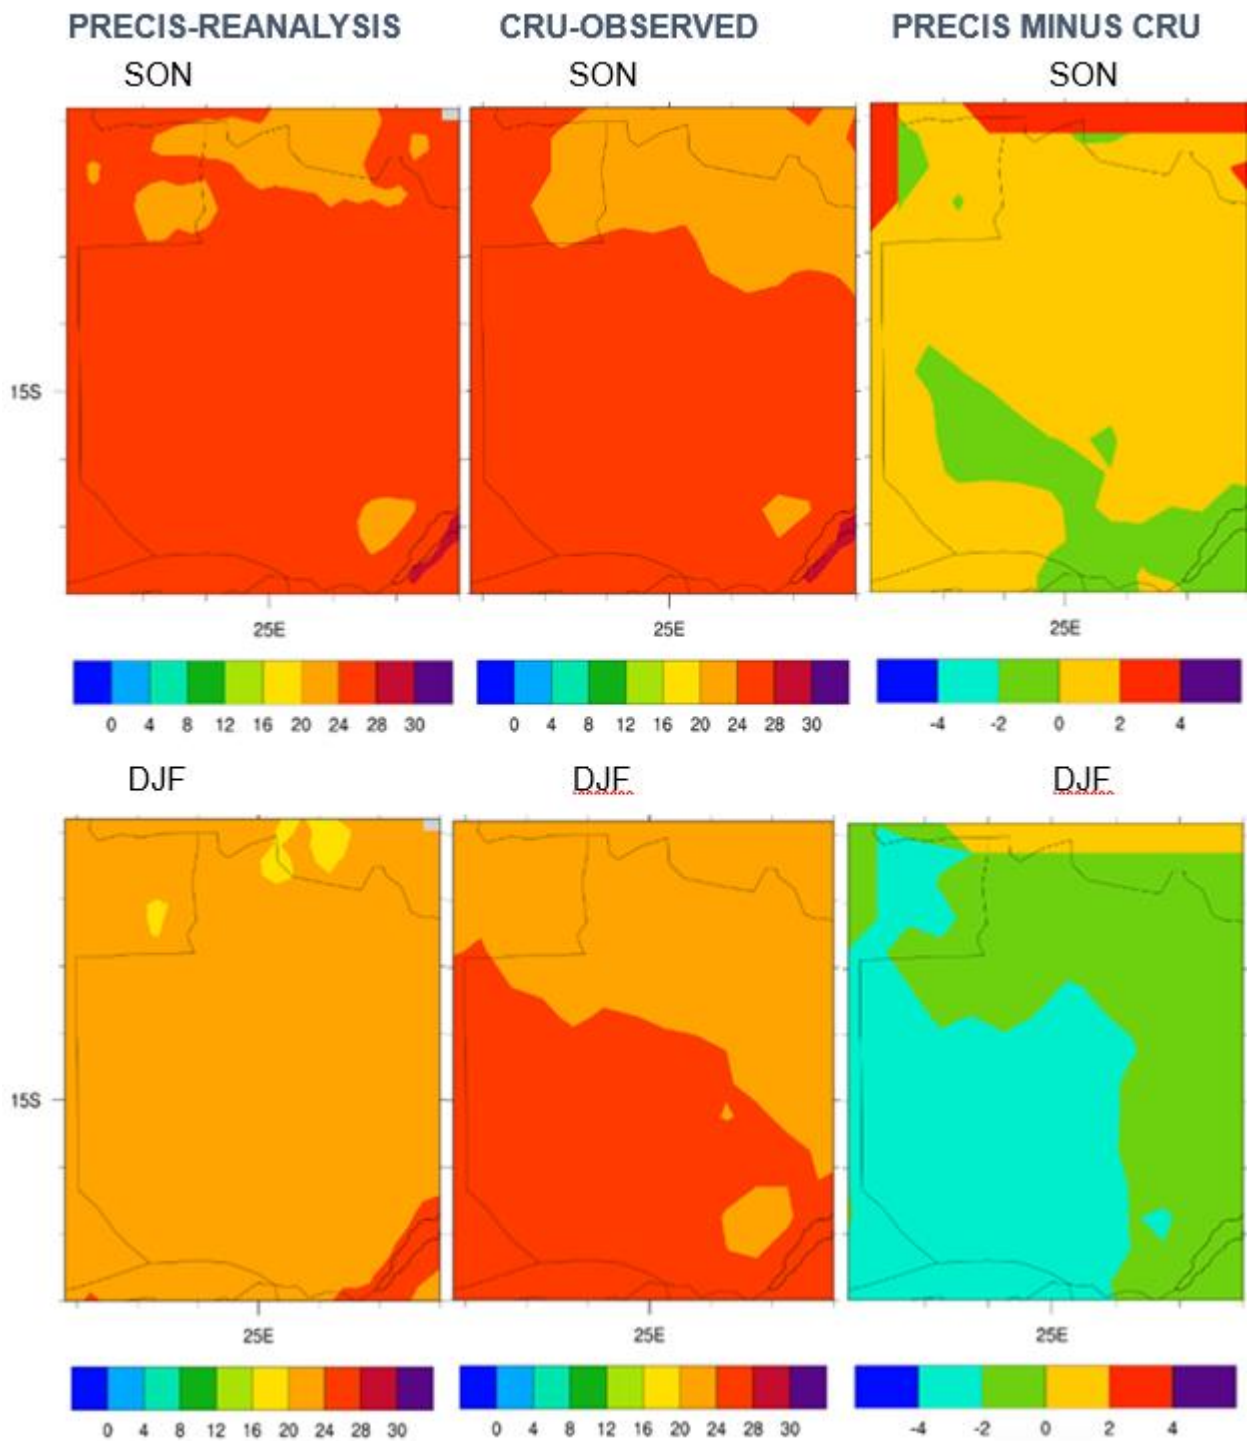 PRECIS-REANALYSIS CRU-OBSERVED PRECIS MINUS CRU
SON SON SON
15S
25E 25E 25E
0 4 8 12 16 20 24 28 30 0 4 8 12 16 20 24 28 30 -4 -2 0 2 4
DJF DJF DJF
15S
25E 25E 25E
0 4 8 12 16 20 24 28 30 0 4 8 12 16 20 24 28 30 -4 -2 0 2 4